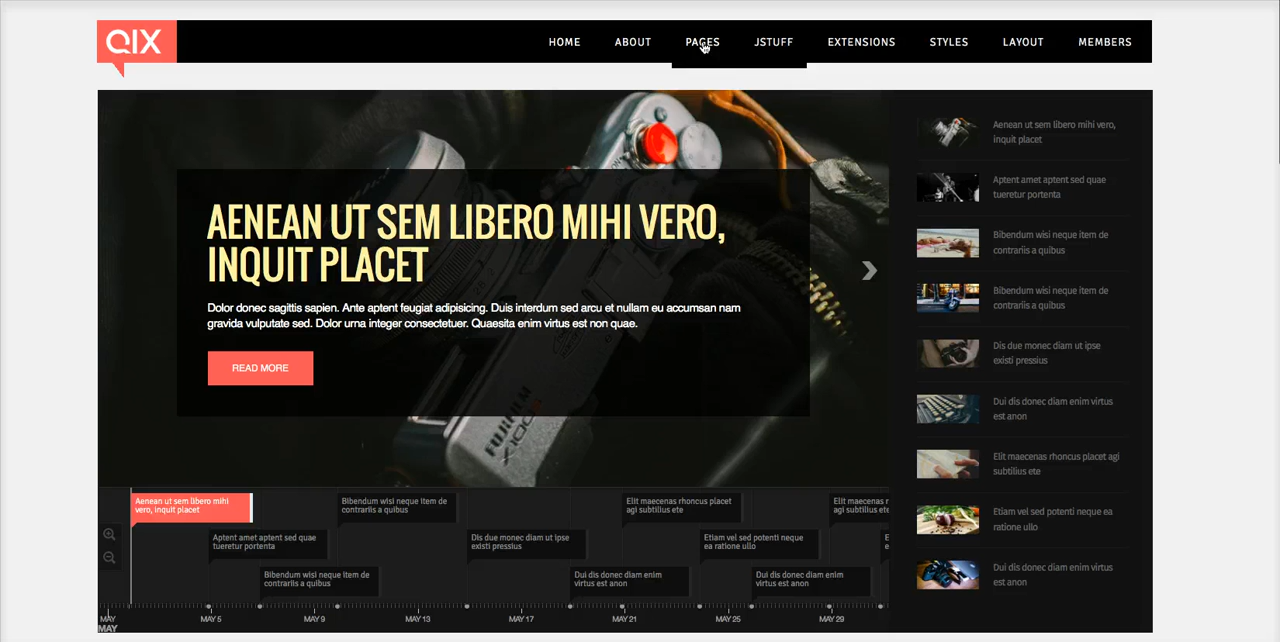 QIX
HOME ABOUT PAGES JSTUFF EXTENSIONS STYLES LAYOUT MEMBERS
AENEAN UT SEM LIBERO MIHI VERO,
INQUIT PLACET
Dolor donec sagittis sapien. Ante aptent feugiat adipisicing. Duis interdum sed arcu et nullam eu accumsan nam
gravida vulputate sed. Dolor urna integer consectetuer. Quaesita enim virtus est non quae.
READ MORE
FUJIFILM
X100S
Aenean ut sem libero mihi vero,
inquit placet
Aptent amet aptent sed quae
tueretur portenta
Bibendum wisi neque item de
contrariis a quibus
Bibendum wisi neque item de
contrariis a quibus
Dis due monec diam ut ipse
existi pressius
Dui dis donec diam enim virtus
est anon
Elit maecenas rhoncus placet agi
subtilius ete
Etiam vel sed potenti neque ea
ratione ullo
Dui dis donec diam enim virtus
est anon
Aenean ut sem libero mihi
vero, inquit placet
Bibendum wisi neque item de
contrariis a quibus
Elit maecenas rhoncus placet
agi subtilius ete
Elit maecenas rh
agi subtilius ete
Aptent amet aptent sed quae
tueretur portenta
Dis due monec diam ut ipse
existi pressius
Etiam vel sed potenti neque
ea ratione ullo
Bibendum wisi neque item de
contrariis a quibus
Dui dis donec diam enim
virtus est anon
Dui dis donec diam enim
virtus est anon
MAY MAY 5 MAY 9 MAY 13 MAY 17 MAY 21 MAY 25 MAY 29
MAY